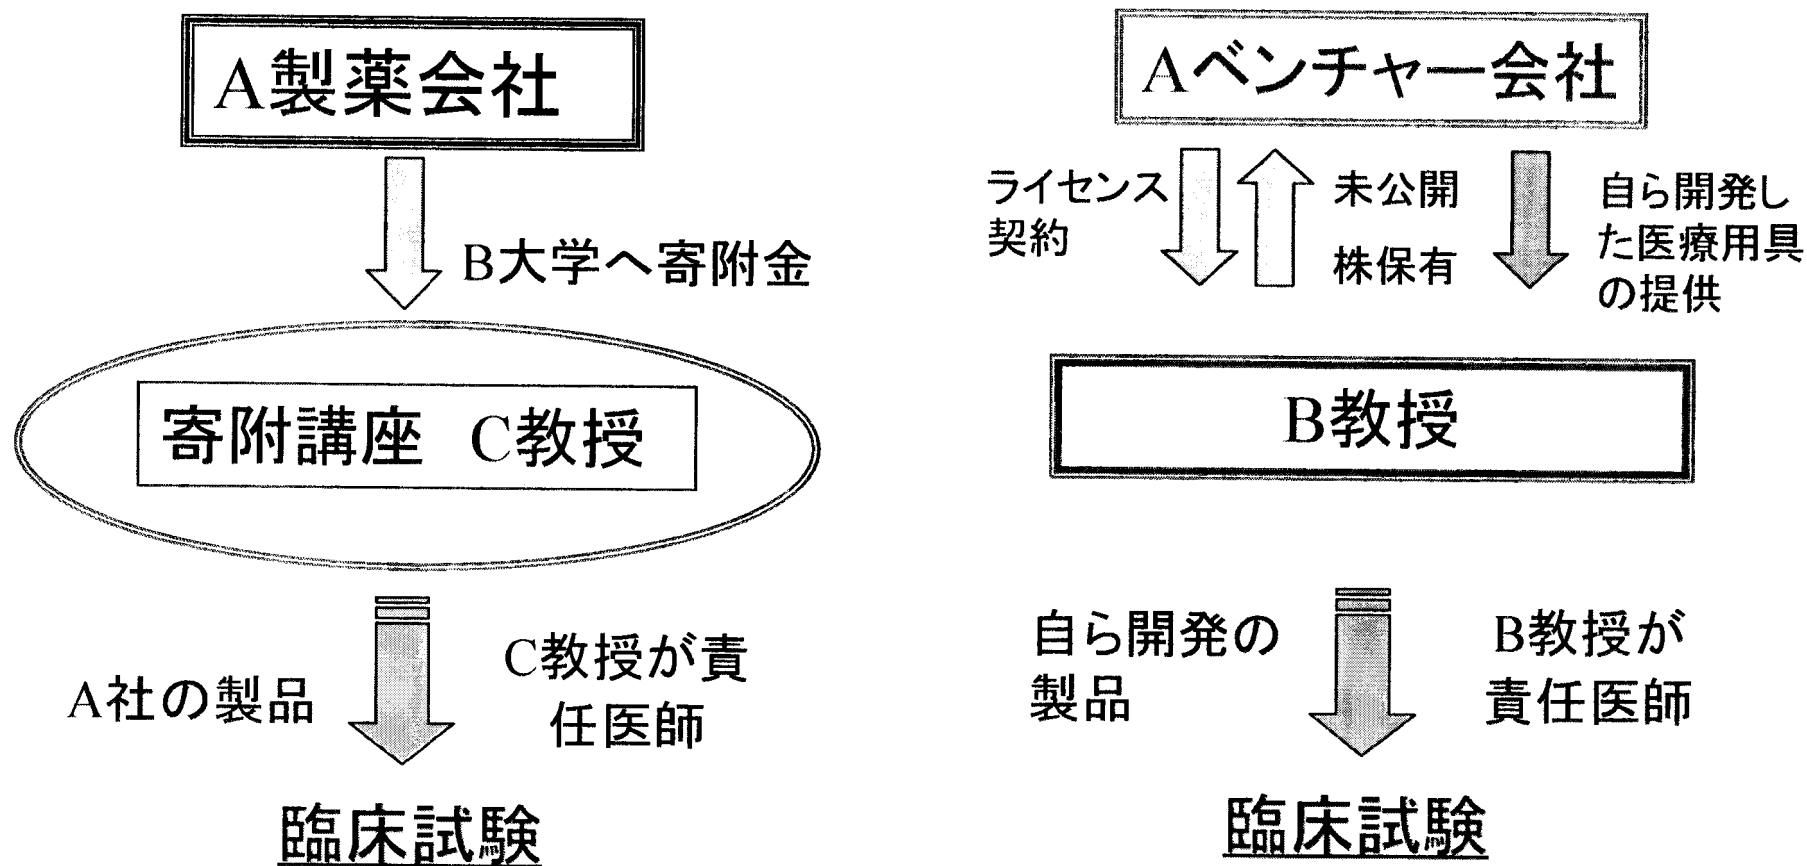 A製薬会社
B大学へ寄附金
寄附講座 C教授
A社の製品
C教授が責
任医師
臨床試験
Aベンチャー会社
ライセンス
契約
未公開
株保有
自ら開発し
た医療用具
の提供
B教授
自ら開発の
製品
B教授が
責任医師
臨床試験